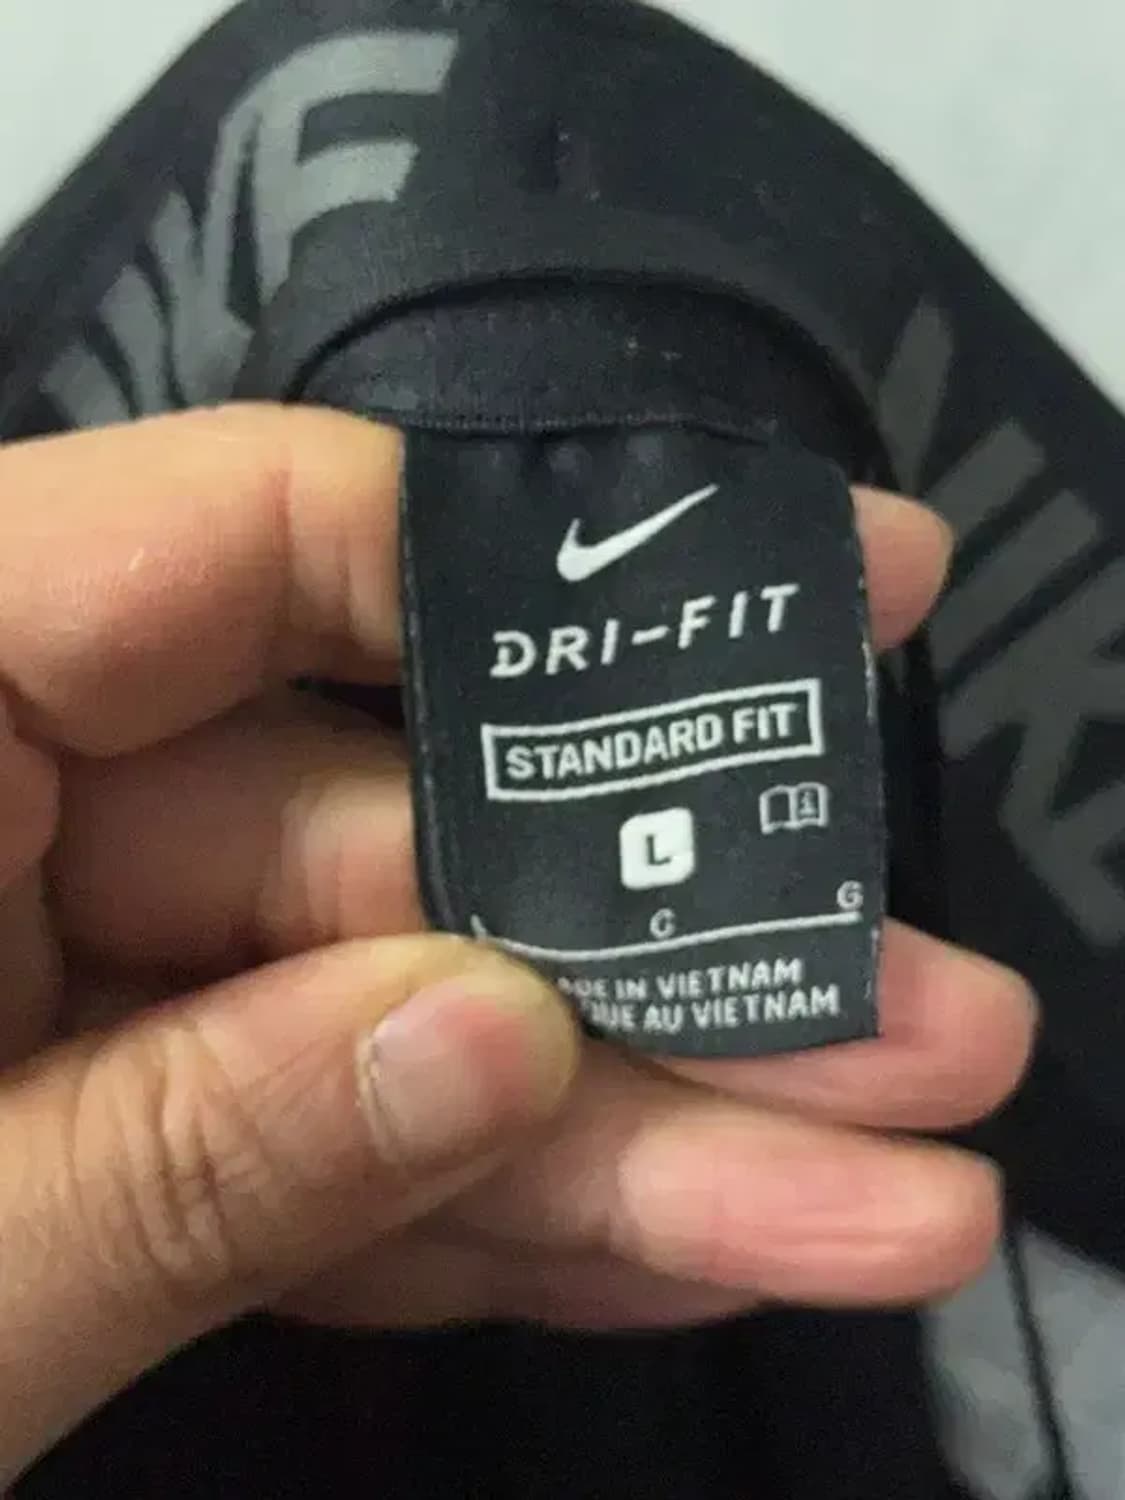 DRI-FIT
STANDARD FIT
L
G
G
IN VIETNAM
AU VIETNAM